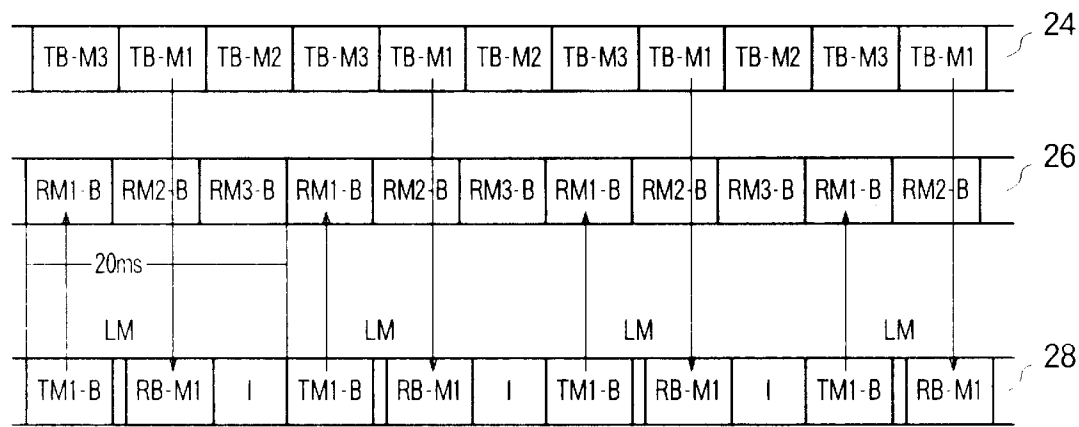 TB-M3 TB-M1 TB-M2 TB-M3 TB-M1 TB-M2 TB-M3 TB-M1 TB-M2 TB-M3 TB-M1 24
RM1-B RM2-B RM3-B RM1-B RM2-B RM3-B RM1-B RM2-B RM3-B RM1-B RM2-B 26
20ms
LM LM LM LM
TM1-B RB-M1 I TM1-B RB-M1 I TM1-B RB-M1 I TM1-B RB-M1 28